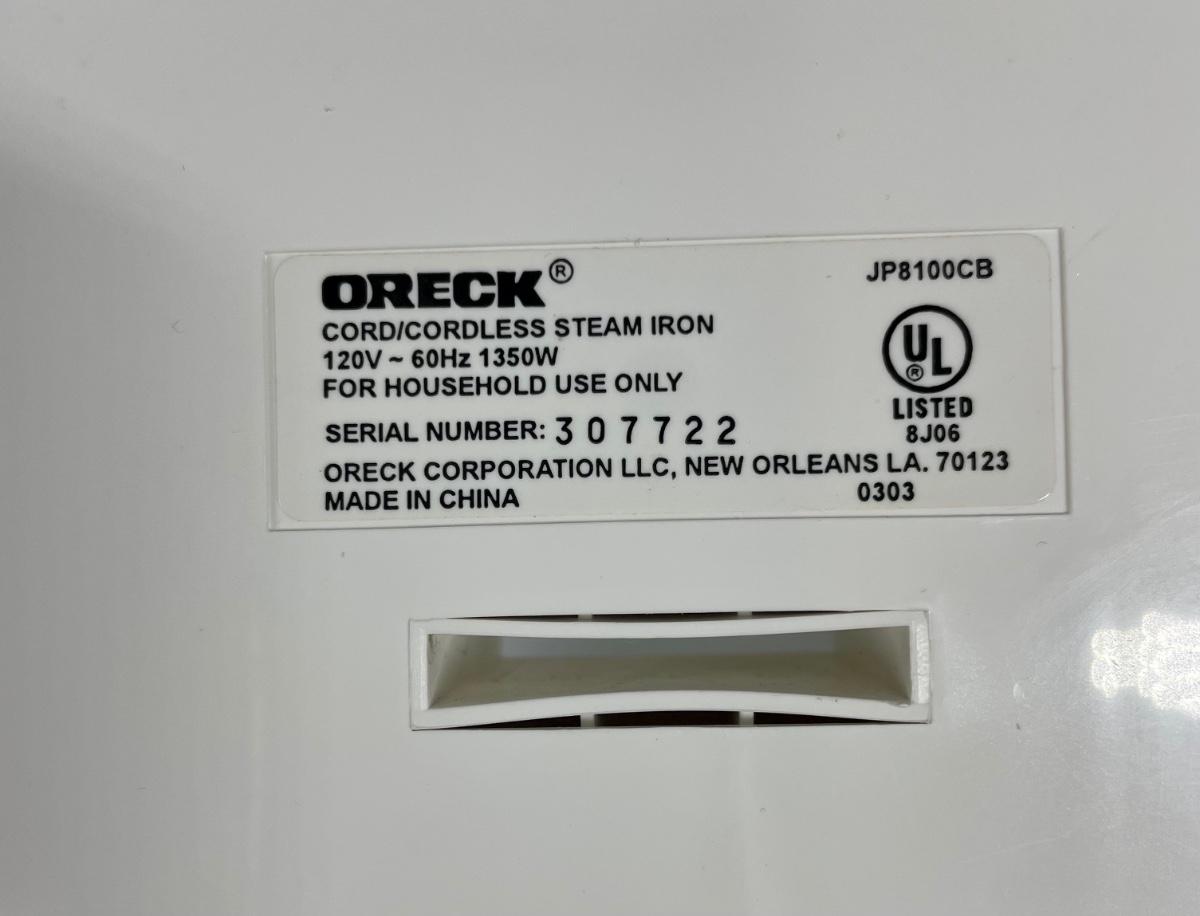 ORECK®
JP8100CB
CORD/CORDLESS STEAM IRON
120V ~ 60Hz 1350W
FOR HOUSEHOLD USE ONLY
UL®
LISTED
8J06
SERIAL NUMBER: 307722
ORECK CORPORATION LLC, NEW ORLEANS LA. 70123
MADE IN CHINA
0303